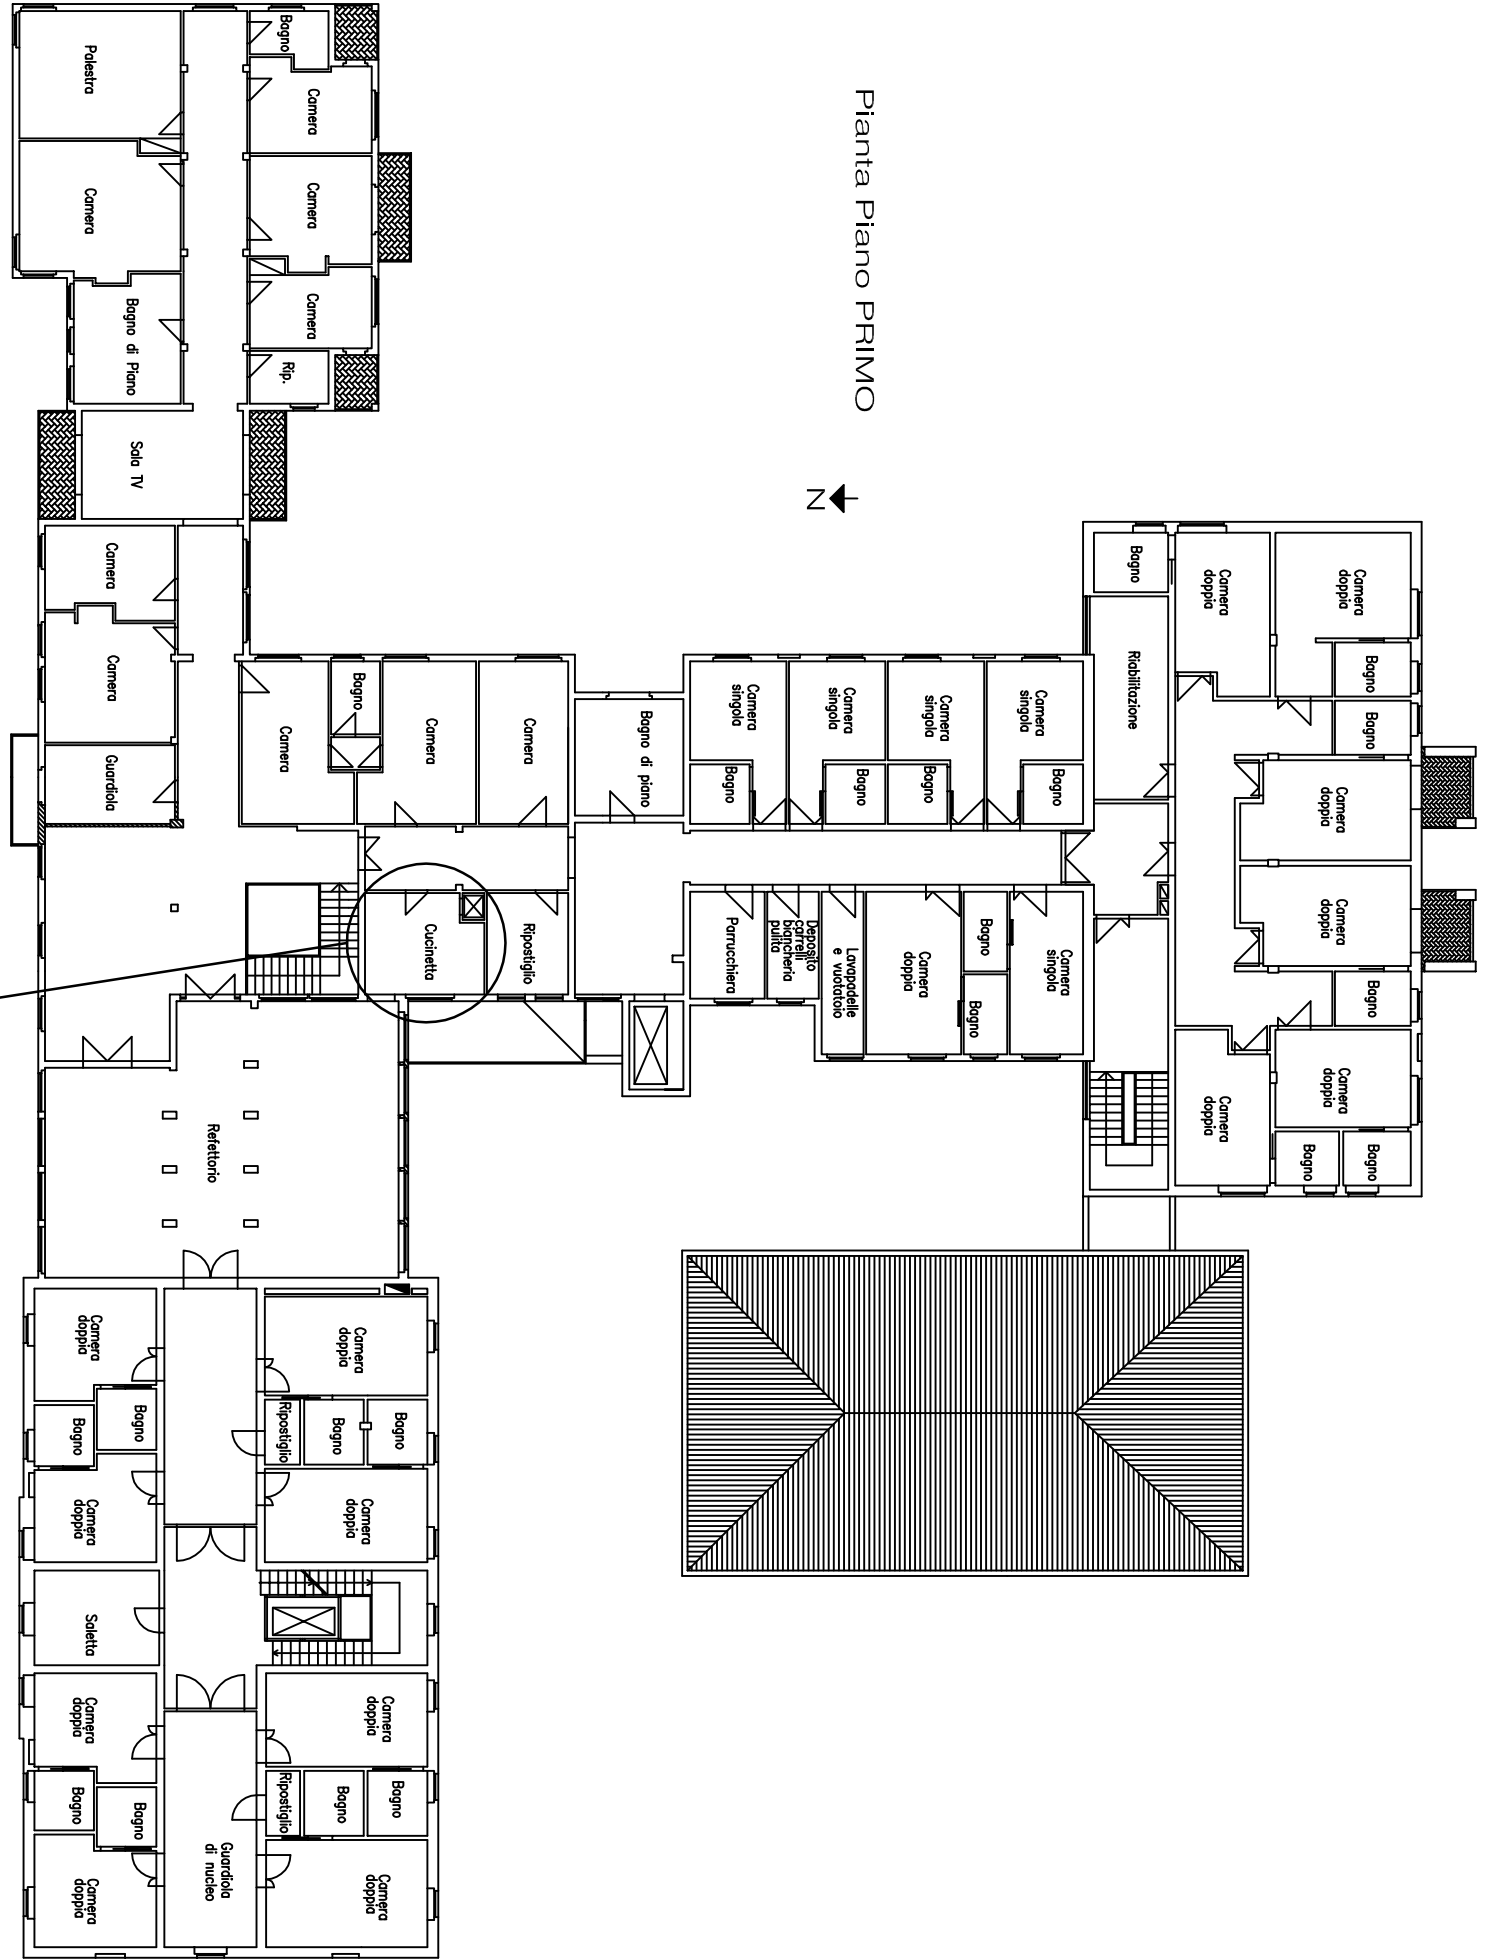 Pianta Piano PRIMO
N
Camera
doppia
Bagno
Bagno
Camera
doppia
Camera
doppia
Bagno
Camera
doppia
Bagno
Bagno
Camera
doppia
Camera
doppia
Bagno
Riabilitazione
Camera
singola
Bagno
Camera
singola
Bagno
Camera
singola
Bagno
Camera
singola
Bagno
Camera
singola
Bagno
Bagno
Camera
doppia
Lavapadelle
e vuotatoio
Deposito
carrelli
biancheria
pulita
Parrucchiera
Bagno di piano
Camera
Camera
Bagno
Camera
Ripostiglio
Cucinetta
Bagno
Camera
Camera
Camera
Rip.
Palestra
Camera
Bagno di Piano
Sala TV
Camera
Camera
Guardiola
Refettorio
Camera
doppia
Bagno
Bagno
Ripostiglio
Camera
doppia
Camera
doppia
Bagno
Bagno
Ripostiglio
Camera
doppia
Guardiola
di nucleo
Camera
doppia
Bagno
Bagno
Camera
doppia
Saletta
Camera
doppia
Bagno
Bagno
Camera
doppia